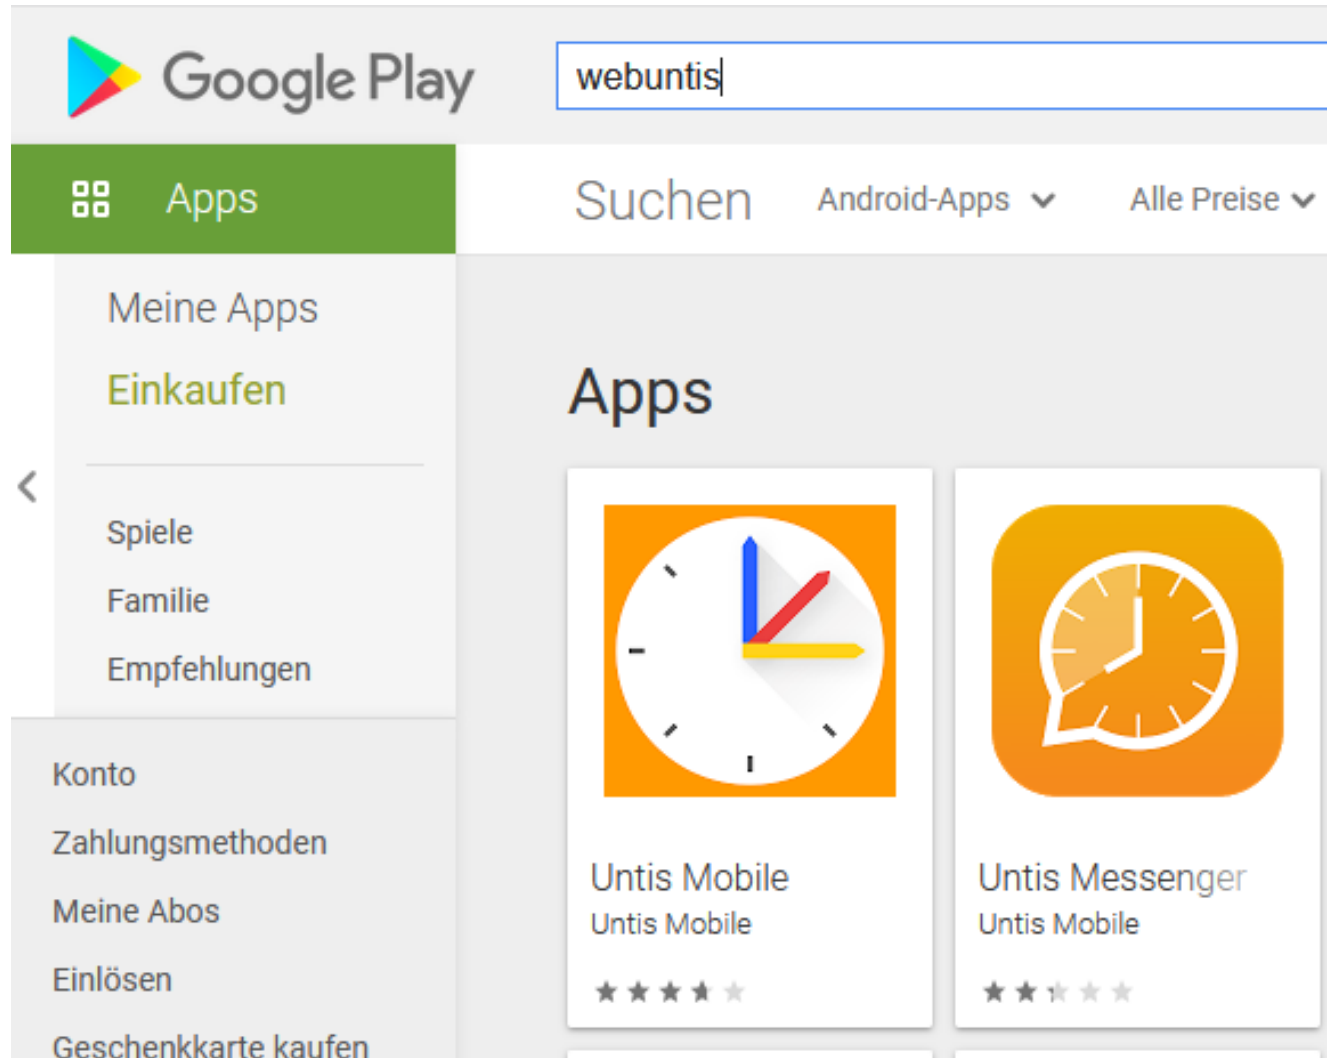 Google Play
webuntis
Apps
Suchen
Android-Apps
Alle Preise
Meine Apps
Einkaufen
Spiele
Familie
Empfehlungen
Konto
Zahlungsmethoden
Meine Abos
Einlösen
Geschenkkarte kaufen
Apps
Untis Mobile
Untis Mobile
Untis Messenger
Untis Mobile